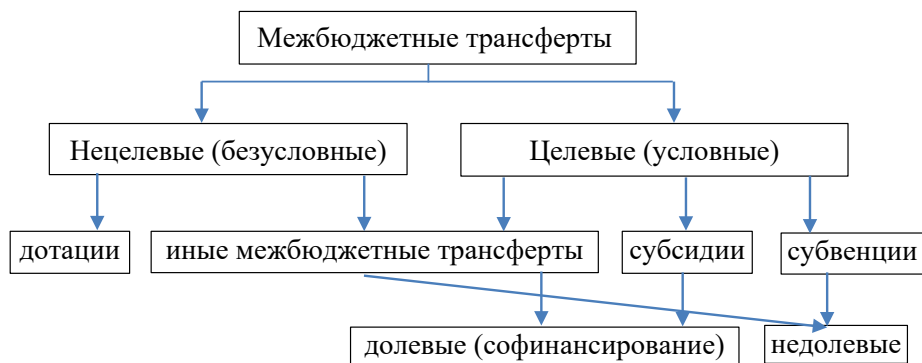 Межбюджетные трансферты
Нецелевые (безусловные)
Целевые (условные)
дотации
иные межбюджетные трансферты
субсидии
субвенции
долевые (софинансирование)
недолевые